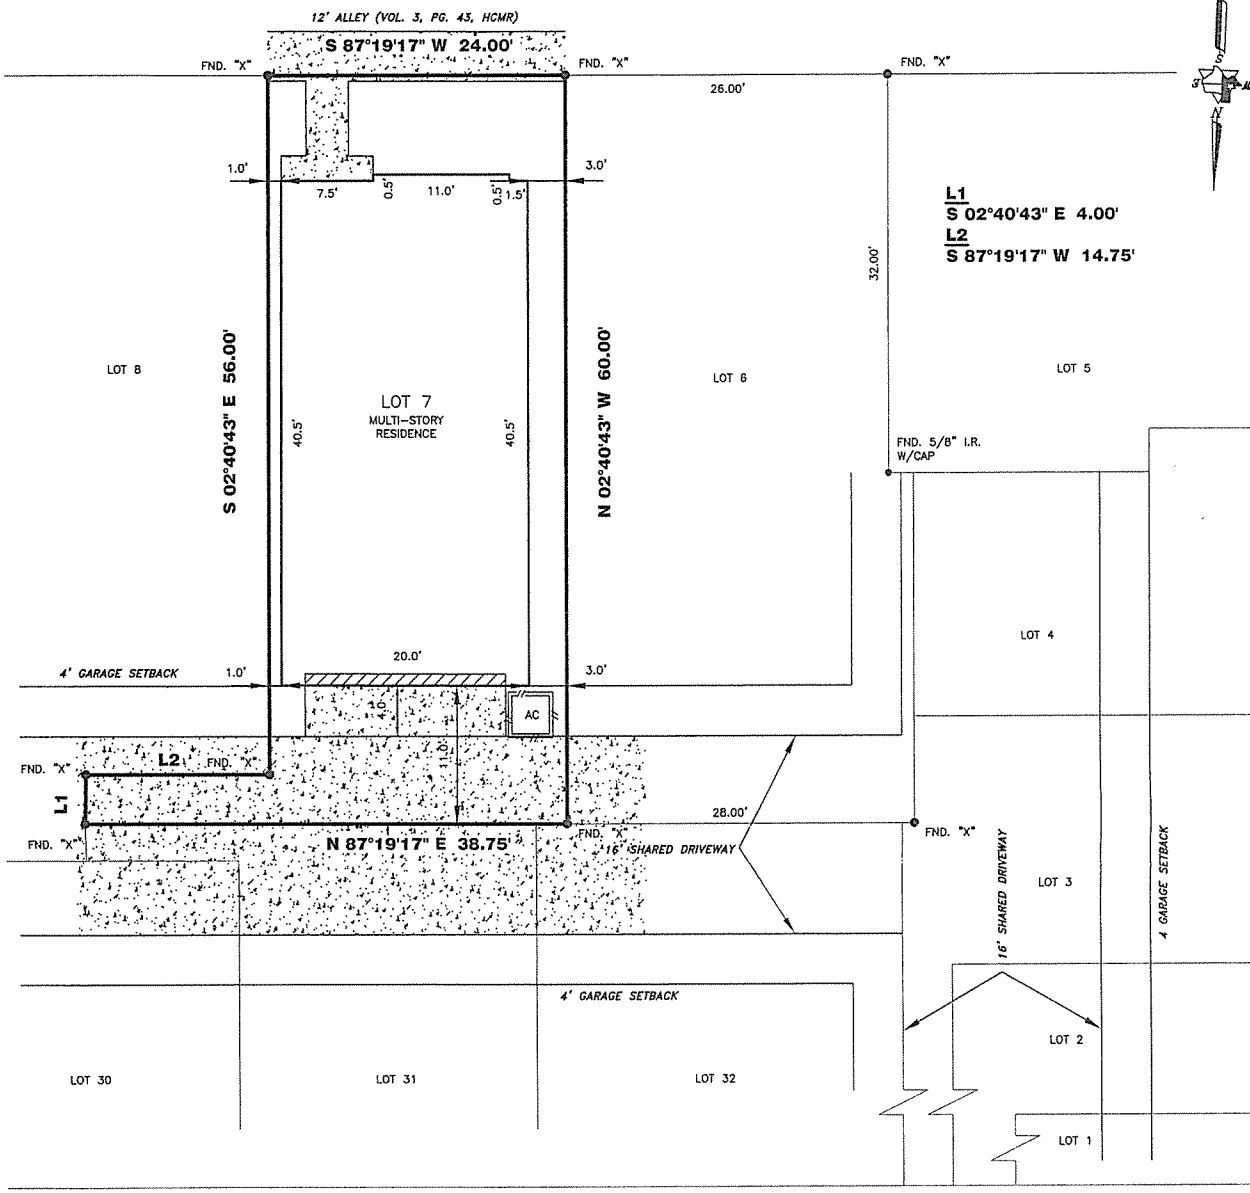 12' ALLEY (VOL. 3, PG. 43, HCMR)
S 87°19'17" W 24.00'
FND. "X"
FND. "X"
FND. "X"
26.00'
S
N
1.0'
3.0'
7.5'
0.5'
11.0'
0.5'
1.5'
L1
S 02°40'43" E 4.00'
L2
S 87°19'17" W 14.75'
32.00'
LOT 8
S 02°40'43" E 56.00'
40.5'
LOT 7
MULTI-STORY
RESIDENCE
40.5'
N 02°40'43" W 60.00'
LOT 6
LOT 5
FND. 5/8" I.R.
W/CAP
LOT 4
4' GARAGE SETBACK
1.0'
20.0'
3.0'
4.0
11.0'
AC
FND. "X"
L2
FND. "X"
L1
FND. "X"
N 87°19'17" E 38.75'
FND. "X"
28.00'
16' SHARED DRIVEWAY
FND. "X"
LOT 3
16' SHARED DRIVEWAY
4 GARAGE SETBACK
4' GARAGE SETBACK
LOT 2
LOT 30
LOT 31
LOT 32
LOT 1